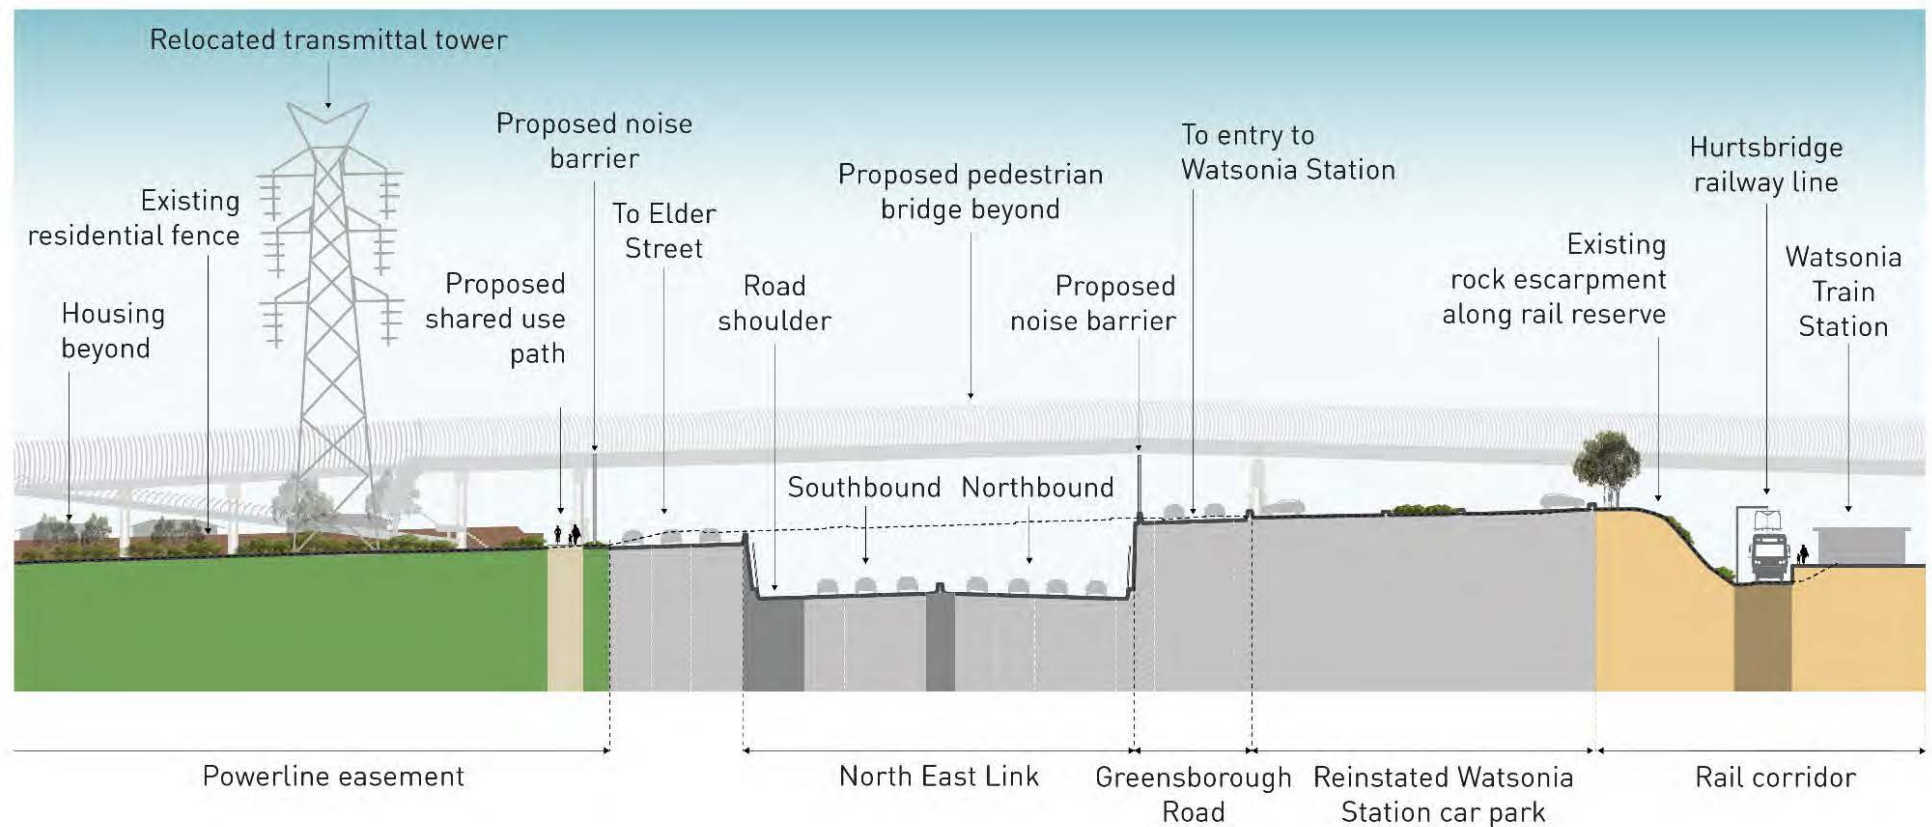 Relocated transmittal tower
Proposed noise
barrier
To entry to
Watsonia Station
Hurtsbridge
railway line
Proposed pedestrian
bridge beyond
Existing
residential fence
To Elder
Street
Existing
rock escarpment
along rail reserve
Watsonia
Train
Station
Proposed
shared use
path
Road
shoulder
Proposed
noise barrier
Housing
beyond
Southbound
Northbound
Powerline easement
North East Link
Greensborough
Road
Reinstated Watsonia
Station car park
Rail corridor